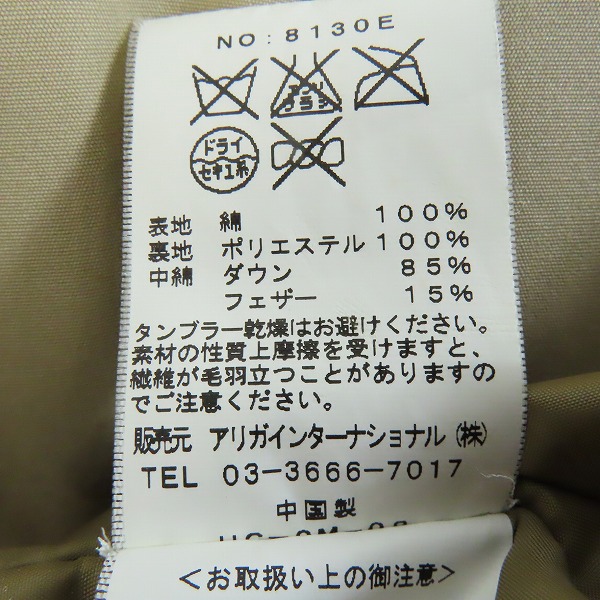 NO:8130E
エンソ
サラシ
ドライ
セキユ系
表地 綿 100%
裏地 ポリエステル 100%
中綿 ダウン 85%
フェザー 15%
タンブラー乾燥はお避けください。
素材の性質上摩擦を受けますと、
繊維が毛羽立つことがありますの
でご注意ください。
販売元 アリガインターナショナル(株)
TEL 03-3666-7017
中国製
<お取扱い上の御注意>